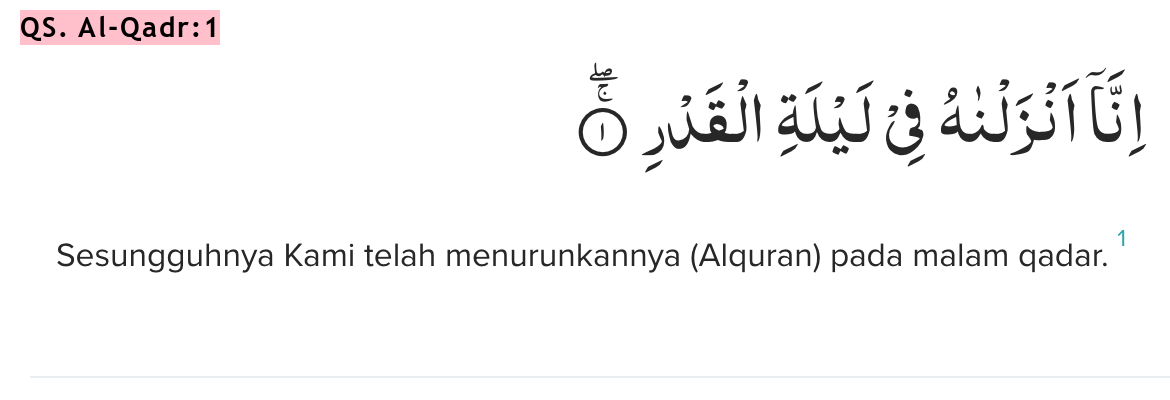 QS. Al-Qadr:1
اِنَّآ اَنْزَلْنٰهُ فِيْ لَيْلَةِ الْقَدْرِ ۖۚ ١
Sesungguhnya Kami telah menurunkannya (Alquran) pada malam qadar. 1